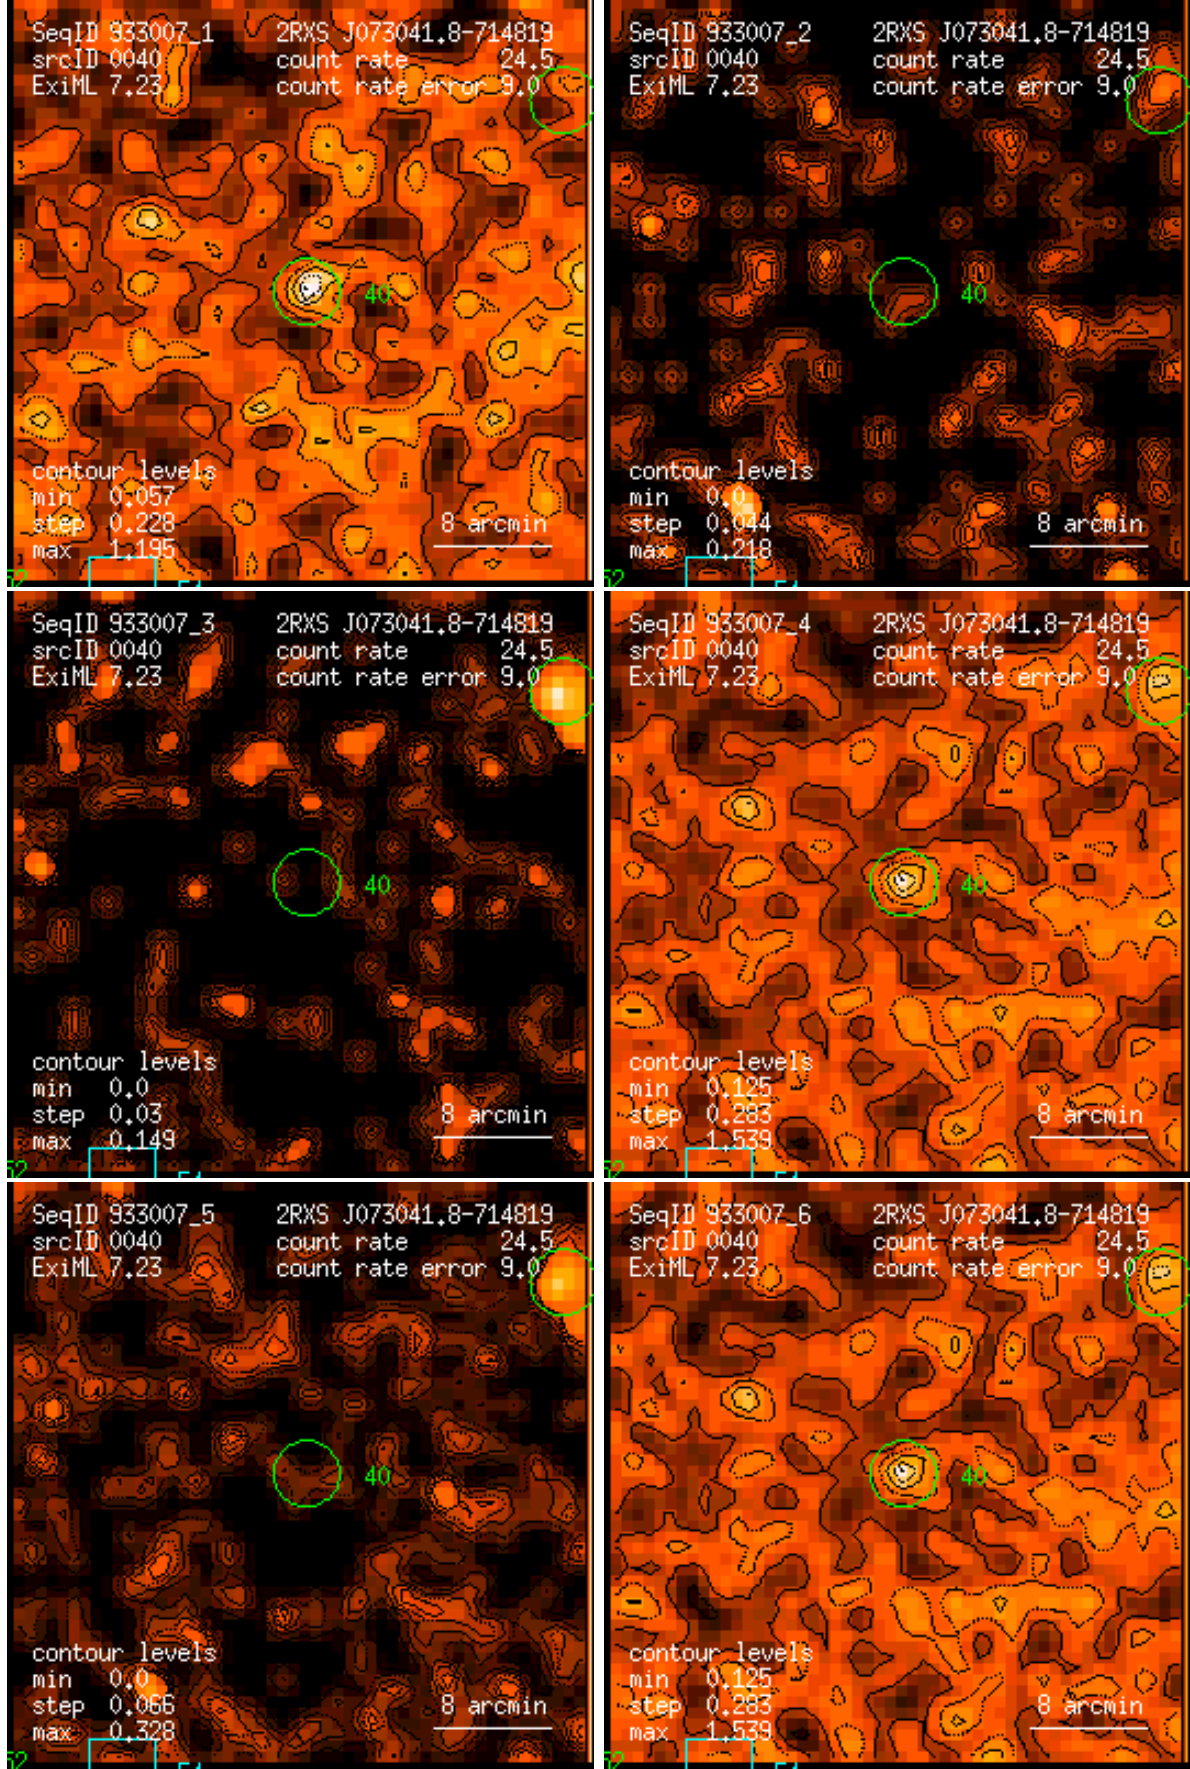 SeqID 933007_1 2RXS J073041.8-714819
srcID 0040 count rate 24.5
ExiML 7.23 count rate error 9.0
40
contour levels
min 0.057
step 0.228
max 1.195
8 arcmin
52
SeqID 933007_2 2RXS J073041.8-714819
srcID 0040 count rate 24.5
ExiML 7.23 count rate error 9.0
40
contour levels
min 0.0
step 0.044
max 0.218
8 arcmin
52
SeqID 933007_3 2RXS J073041.8-714819
srcID 0040 count rate 24.5
ExiML 7.23 count rate error 9.0
40
contour levels
min 0.0
step 0.03
max 0.149
8 arcmin
52
SeqID 933007_4 2RXS J073041.8-714819
srcID 0040 count rate 24.5
ExiML 7.23 count rate error 9.0
40
contour levels
min 0.125
step 0.283
max 1.539
8 arcmin
52
SeqID 933007_5 2RXS J073041.8-714819
srcID 0040 count rate 24.5
ExiML 7.23 count rate error 9.0
40
contour levels
min 0.0
step 0.066
max 0.328
8 arcmin
52
SeqID 933007_6 2RXS J073041.8-714819
srcID 0040 count rate 24.5
ExiML 7.23 count rate error 9.0
40
contour levels
min 0.125
step 0.283
max 1.539
8 arcmin
52